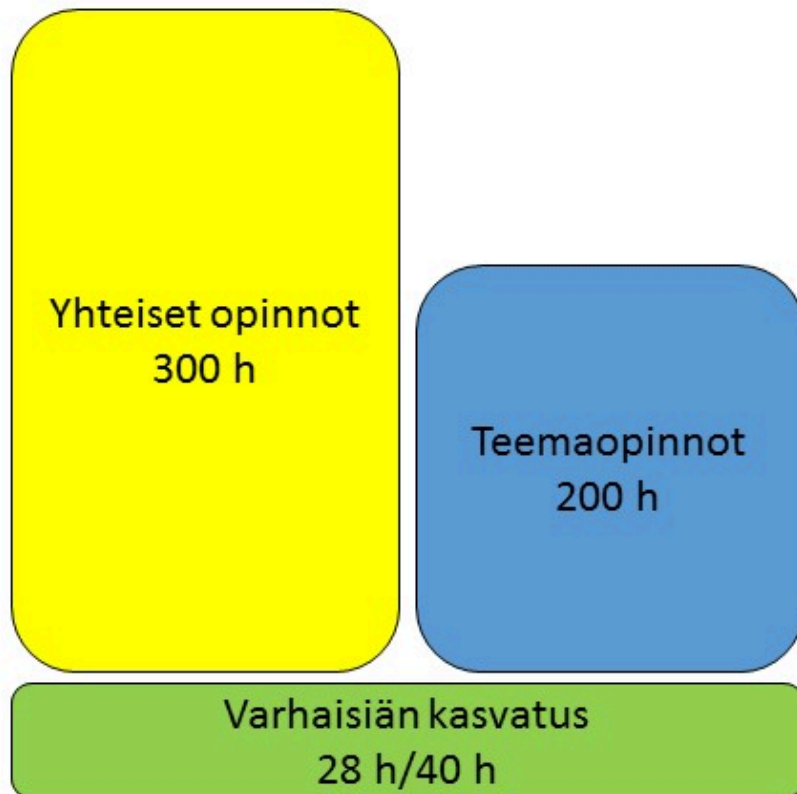 Yhteiset opinnot
300 h
Teemaopinnot
200 h
Varhaisiän kasvatus
28 h/40 h